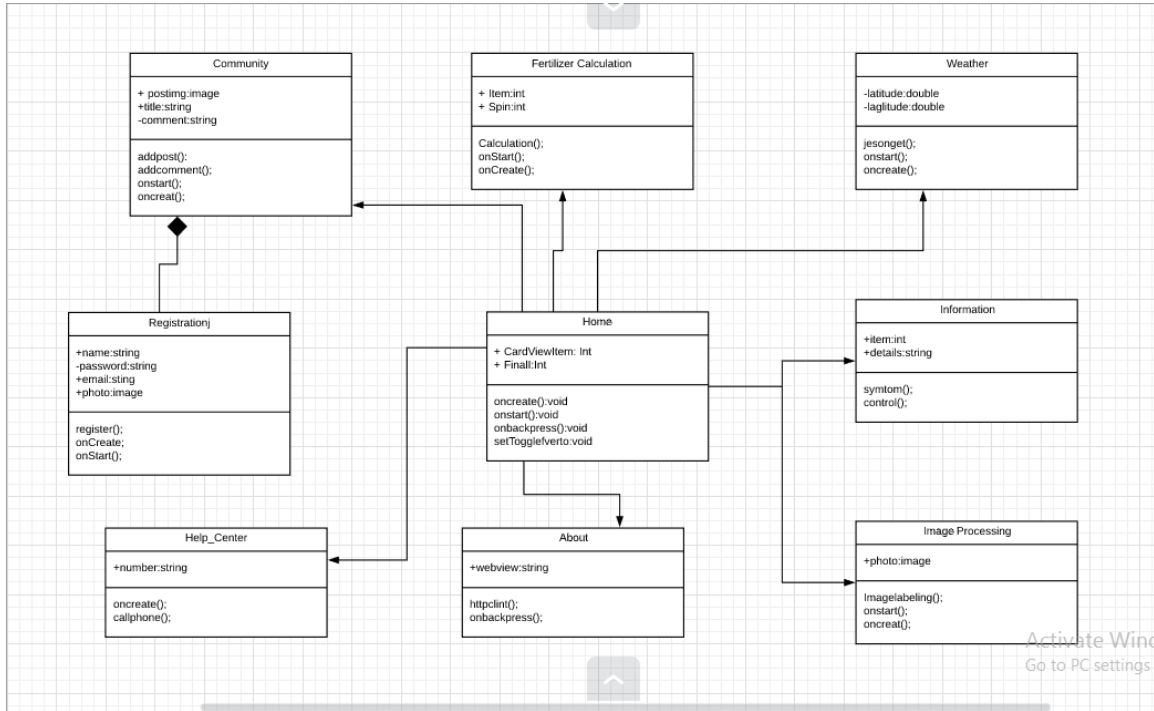 Community
+ postimg:image
+title:string
-comment:string
addpost():
addcomment();
onstart();
oncreat();
Fertilizer Calculation
+ Item:int
+ Spin:int
Calculation();
onStart();
onCreate();
Weather
-latitude:double
-laglitude:double
jesonget();
onstart();
oncreate();
Registrationj
+name:string
-password:string
+email:sting
+photo:image
register();
onCreate;
onStart();
Home
+ CardViewItem: Int
+ Finall:Int
oncreate():void
onstart():void
onbackpress():void
setTogglefverto:void
Information
+item:int
+details:string
symtom();
control();
Help_Center
+number:string
oncreate();
callphone();
About
+webview:string
httpclint();
onbackpress();
Image Processing
+photo:image
Imagelabeling();
onstart();
oncreat();
Activate Winc
Go to PC settings